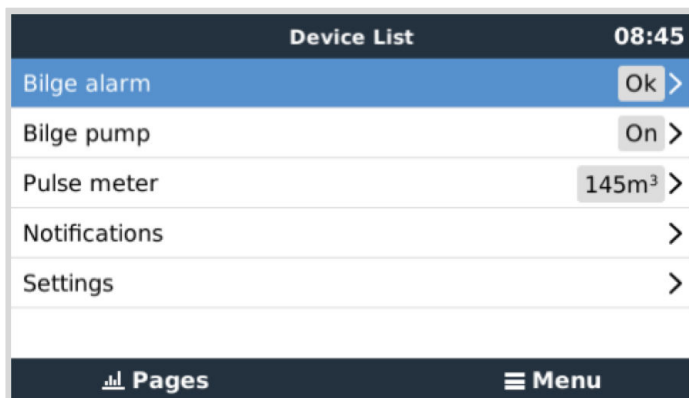 Device List 08:45
Bilge alarm Ok
Bilge pump On
Pulse meter 145m³
Notifications
Settings
Pages Menu